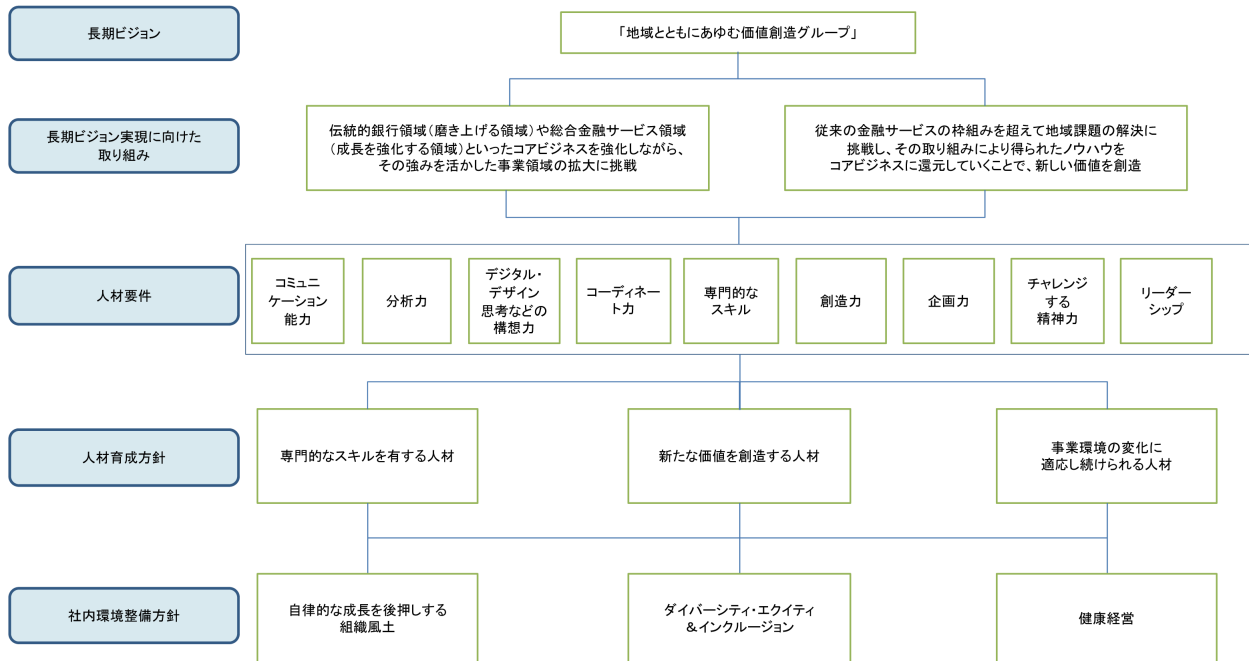 長期ビジョン
「地域とともにあゆむ価値創造グループ」
長期ビジョン実現に向けた
取り組み
伝統的銀行領域(磨き上げる領域)や総合金融サービス領域
(成長を強化する領域)といったコアビジネスを強化しながら、
その強みを活かした事業領域の拡大に挑戦
従来の金融サービスの枠組みを超えて地域課題の解決に
挑戦し、その取り組みにより得られたノウハウを
コアビジネスに還元していくことで、新しい価値を創造
人材要件
コミュニ
ケーション
能力
分析力
デジタル・
デザイン
思考などの
構想力
コーディネー
ト力
専門的な
スキル
創造力
企画力
チャレンジ
する
精神力
リーダー
シップ
人材育成方針
専門的なスキルを有する人材
新たな価値を創造する人材
事業環境の変化に
適応し続けられる人材
社内環境整備方針
自律的な成長を後押しする
組織風土
ダイバーシティ・エクイティ
&インクルージョン
健康経営